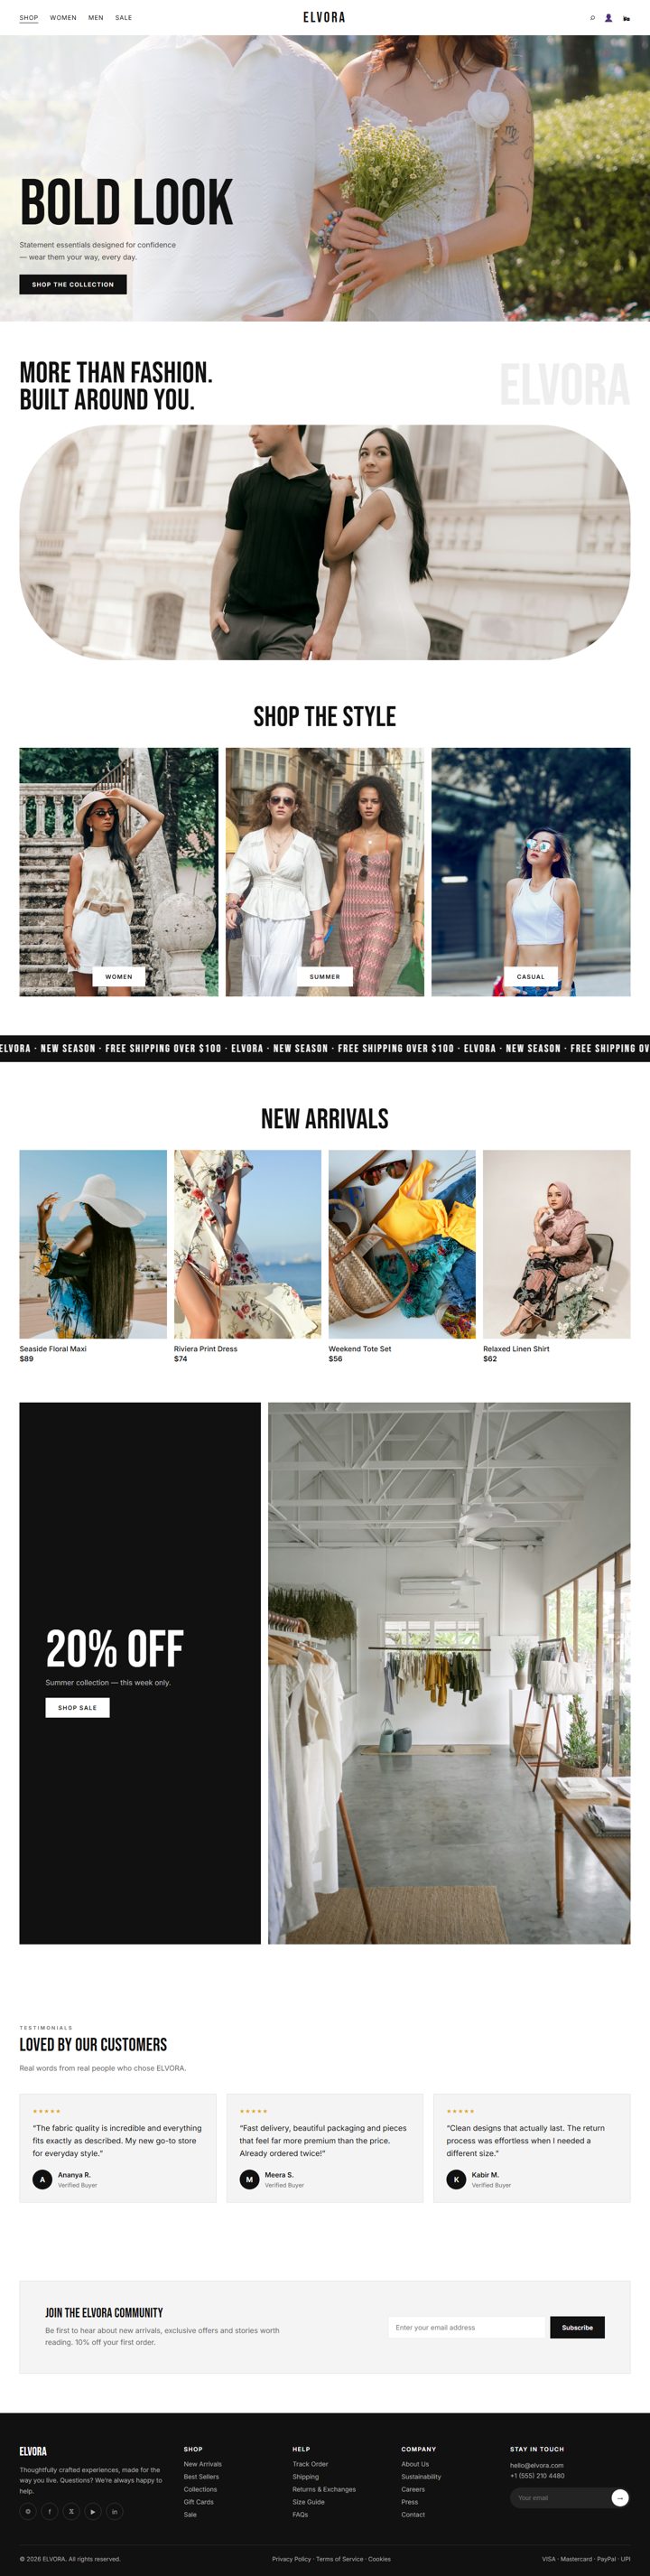 SHOP WOMEN MEN SALE
ELVORA
BOLD LOOK
Statement essentials designed for confidence
— wear them your way, every day.
SHOP THE COLLECTION
MORE THAN FASHION.
BUILT AROUND YOU.
ELVORA
SHOP THE STYLE
WOMEN
SUMMER
CASUAL
ELVORA · NEW SEASON · FREE SHIPPING OVER $100 · ELVORA · NEW SEASON · FREE SHIPPING OVER $100 · ELVORA · NEW SEASON · FREE SHIPPING OV
NEW ARRIVALS
Seaside Floral Maxi
$89
Riviera Print Dress
$74
Weekend Tote Set
$56
Relaxed Linen Shirt
$62
20% OFF
Summer collection — this week only.
SHOP SALE
TESTIMONIALS
LOVED BY OUR CUSTOMERS
Real words from real people who chose ELVORA.
★★★★★
“The fabric quality is incredible and everything
fits exactly as described. My new go-to store
for everyday style.”
A
Ananya R.
Verified Buyer
★★★★★
“Fast delivery, beautiful packaging and pieces
that feel far more premium than the price.
Already ordered twice!”
M
Meera S.
Verified Buyer
★★★★★
“Clean designs that actually last. The return
process was effortless when I needed a
different size.”
K
Kabir M.
Verified Buyer
JOIN THE ELVORA COMMUNITY
Be first to hear about new arrivals, exclusive offers and stories worth
reading. 10% off your first order.
Enter your email address
Subscribe
ELVORA
Thoughtfully crafted experiences, made for the
way you live. Questions? We're always happy to
help.
f
in
SHOP
New Arrivals
Best Sellers
Collections
Gift Cards
Sale
HELP
Track Order
Shipping
Returns & Exchanges
Size Guide
FAQs
COMPANY
About Us
Sustainability
Careers
Press
Contact
STAY IN TOUCH
hello@elvora.com
+1 (555) 210 4480
Your email
→
© 2026 ELVORA. All rights reserved.
Privacy Policy · Terms of Service · Cookies
VISA · Mastercard · PayPal · UPI